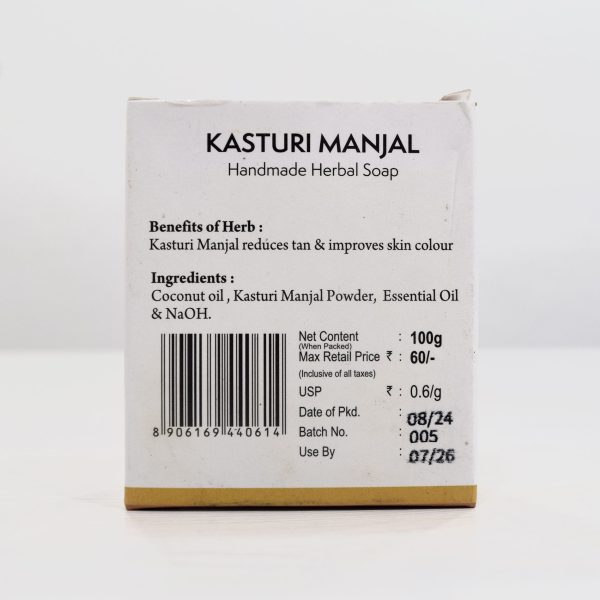 KASTURI MANJAL
Handmade Herbal Soap
Benefits of Herb :
Kasturi Manjal reduces tan & improves skin colour
Ingredients :
Coconut oil , Kasturi Manjal Powder, Essential Oil
& NaOH.
Net Content : 100g
(When Packed)
Max Retail Price ₹ : 60/-
(Inclusive of all taxes)
USP ₹ : 0.6/g
Date of Pkd. : 08/24
Batch No. : 005
Use By : 07/26
8 906169 440614